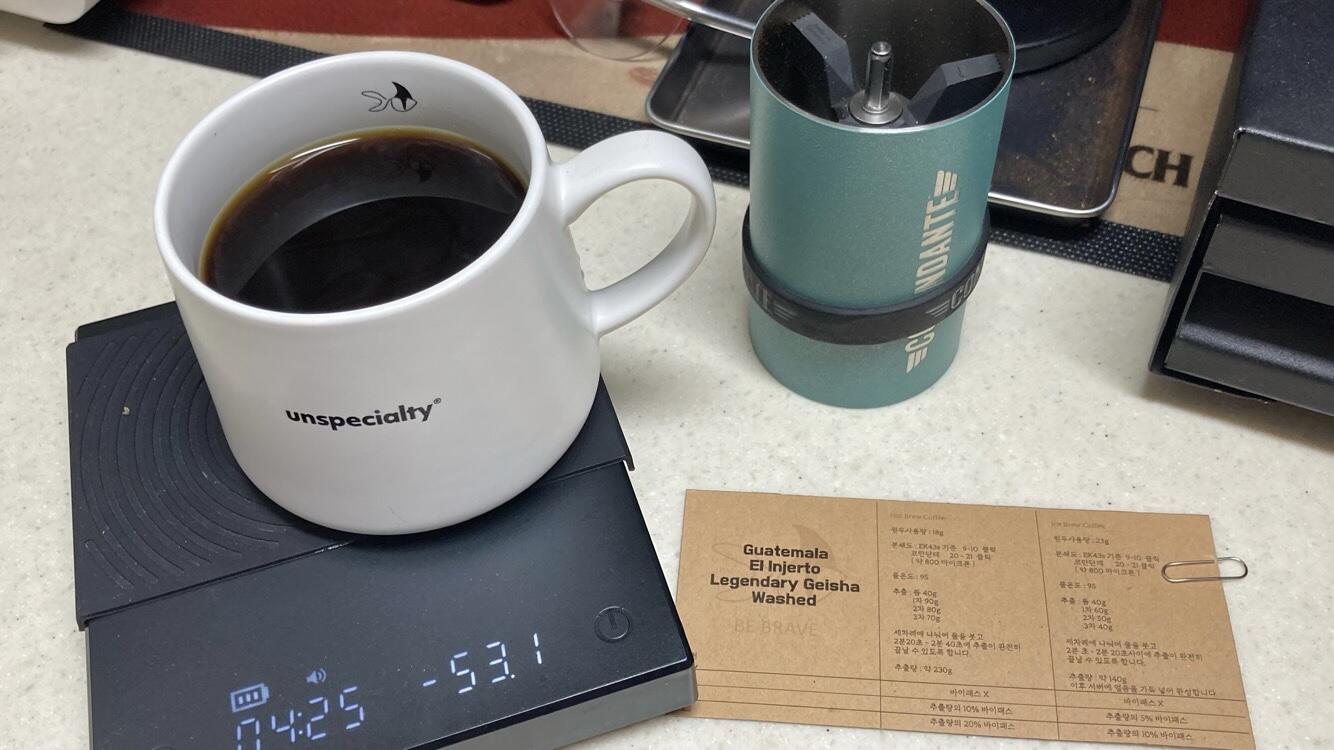 unspecialty®
04:25
-53.1
COMANDANTE
CH
Guatemala
El Injerto
Legendary Geisha
Washed
BE BRAVE
Hot Brew Coffee
원두사용량 : 18g
분쇄도 : EK43s 기준 9-10 클릭
코만단테 20 - 21 클릭
( 약 800 마이크론 )
물온도 : 95
추출 : 뜸 40g
1차 90g
2차 80g
3차 70g
세차례에 나눠어 물을 붓고
2분20초 - 2분 40초에 추출이 완전히
끝날 수 있도록 합니다.
추출량 : 약 230g
바이패스 X
추출량의 10% 바이패스
추출량의 20% 바이패스
Ice Brew Coffee
원두사용량 : 23g
분쇄도 : EK43s 기준 9-10 클릭
코만단테 20 - 21 클릭
( 약 800 마이크론 )
물온도 : 95
추출 : 뜸 40g
1차 60g
2차 50g
3차 40g
세차례에 나눠어 물을 붓고
2분 초 - 2분 20초사이에 추출이 완전히
끝날 수 있도록 합니다.
추출량 : 약 140g
이후 서버에 얼음을 가득 넣어 완성합니다
바이패스 X
추출량의 5% 바이패스
추출량의 10% 바이패스